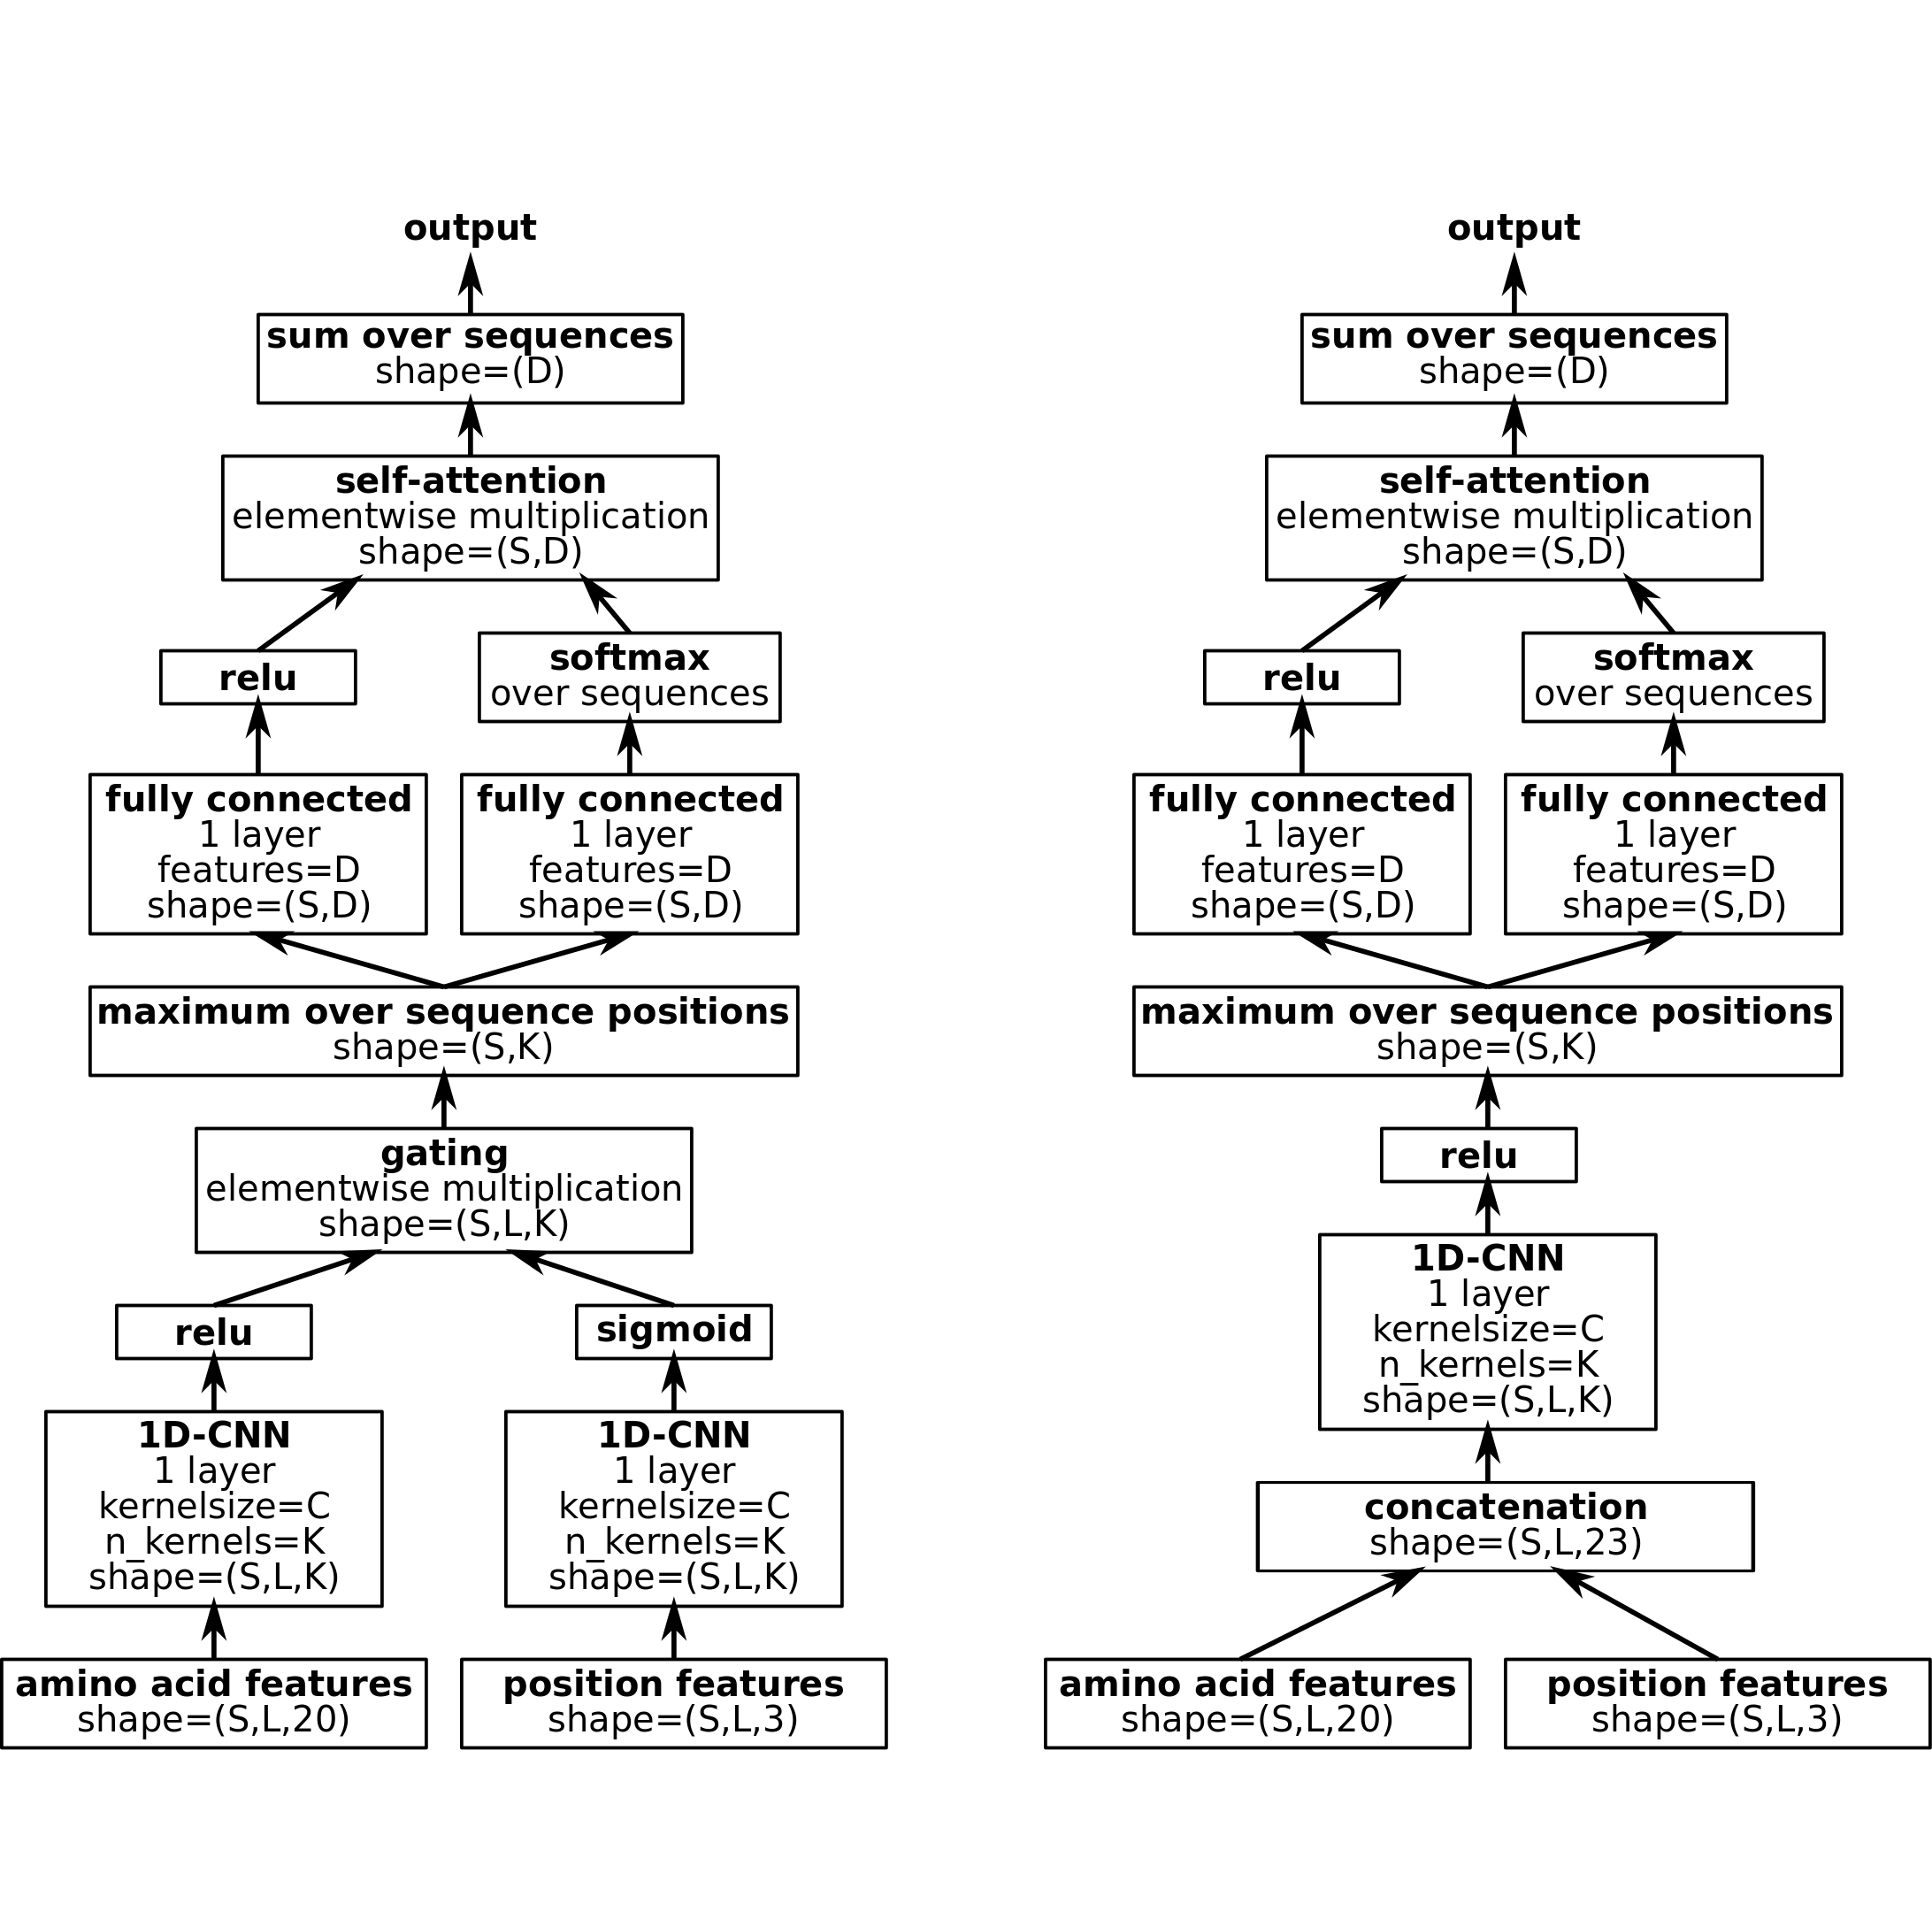 output
sum over sequences
shape=(D)
self-attention
elementwise multiplication
shape=(S,D)
relu
softmax
over sequences
fully connected
1 layer
features=D
shape=(S,D)
fully connected
1 layer
features=D
shape=(S,D)
maximum over sequence positions
shape=(S,K)
gating
elementwise multiplication
shape=(S,L,K)
relu
sigmoid
1D-CNN
1 layer
kernelsize=C
n_kernels=K
shape=(S,L,K)
1D-CNN
1 layer
kernelsize=C
n_kernels=K
shape=(S,L,K)
amino acid features
shape=(S,L,20)
position features
shape=(S,L,3)
output
sum over sequences
shape=(D)
self-attention
elementwise multiplication
shape=(S,D)
relu
softmax
over sequences
fully connected
1 layer
features=D
shape=(S,D)
fully connected
1 layer
features=D
shape=(S,D)
maximum over sequence positions
shape=(S,K)
relu
1D-CNN
1 layer
kernelsize=C
n_kernels=K
shape=(S,L,K)
concatenation
shape=(S,L,23)
amino acid features
shape=(S,L,20)
position features
shape=(S,L,3)